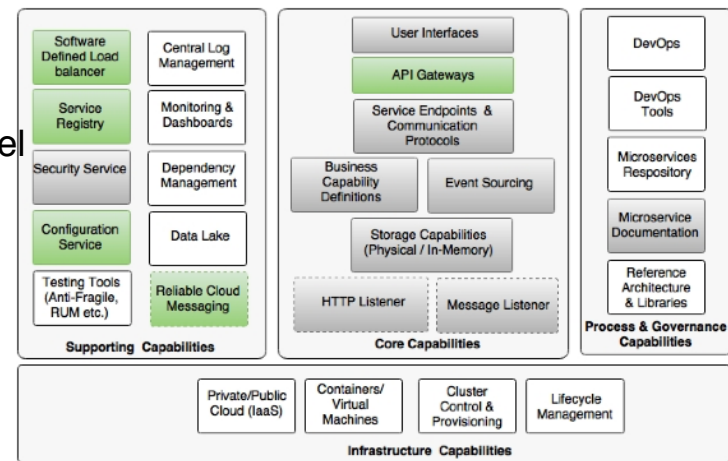 el
Software
Defined Load
balancer
Central Log
Management
Service
Registry
Monitoring &
Dashboards
Security Service
Dependency
Management
Configuration
Service
Data Lake
Testing Tools
(Anti-Fragile,
RUM etc.)
Reliable Cloud
Messaging
Supporting Capabilities
User Interfaces
API Gateways
Service Endpoints &
Communication
Protocols
Business
Capability
Definitions
Event Sourcing
Storage Capabilities
(Physical / In-Memory)
HTTP Listener
Message Listener
Core Capabilities
DevOps
DevOps
Tools
Microservices
Respository
Microservice
Documentation
Reference
Architecture
& Libraries
Process & Governance
Capabilities
Private/Public
Cloud (IaaS)
Containers/
Virtual
Machines
Cluster
Control &
Provisioning
Lifecycle
Management
Infrastructure Capabilities